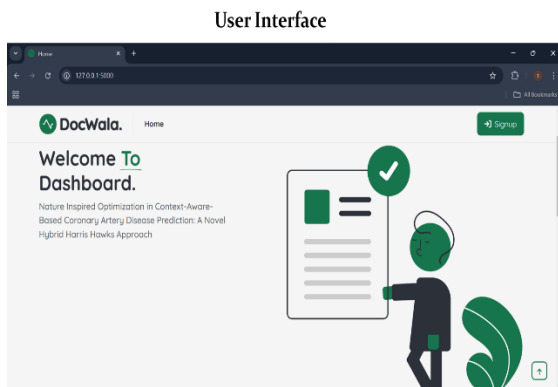 User Interface
Home
127.0.0.1:5000
All Bookmarks
DocWala.
Home
Signup
Welcome To
Dashboard.
Nature Inspired Optimization in Context-Aware-
Based Coronary Artery Disease Prediction: A Novel
Hybrid Harris Hawks Approach